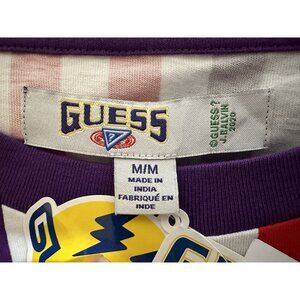 GUESS
?
©GUESS?
J.BALVIN
2020
M/M
MADE IN
INDIA
FABRIQUÉ EN
INDE
G